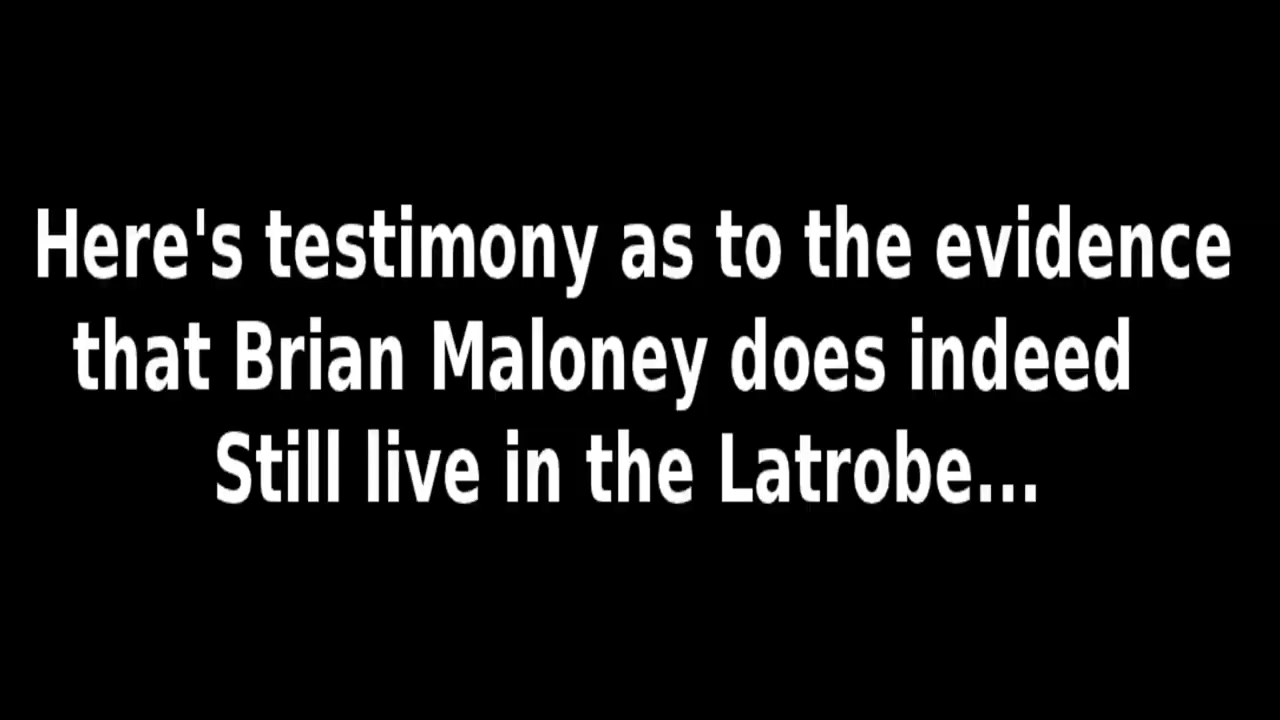 Here's testimony as to the evidence
that Brian Maloney does indeed
Still live in the Latrobe...